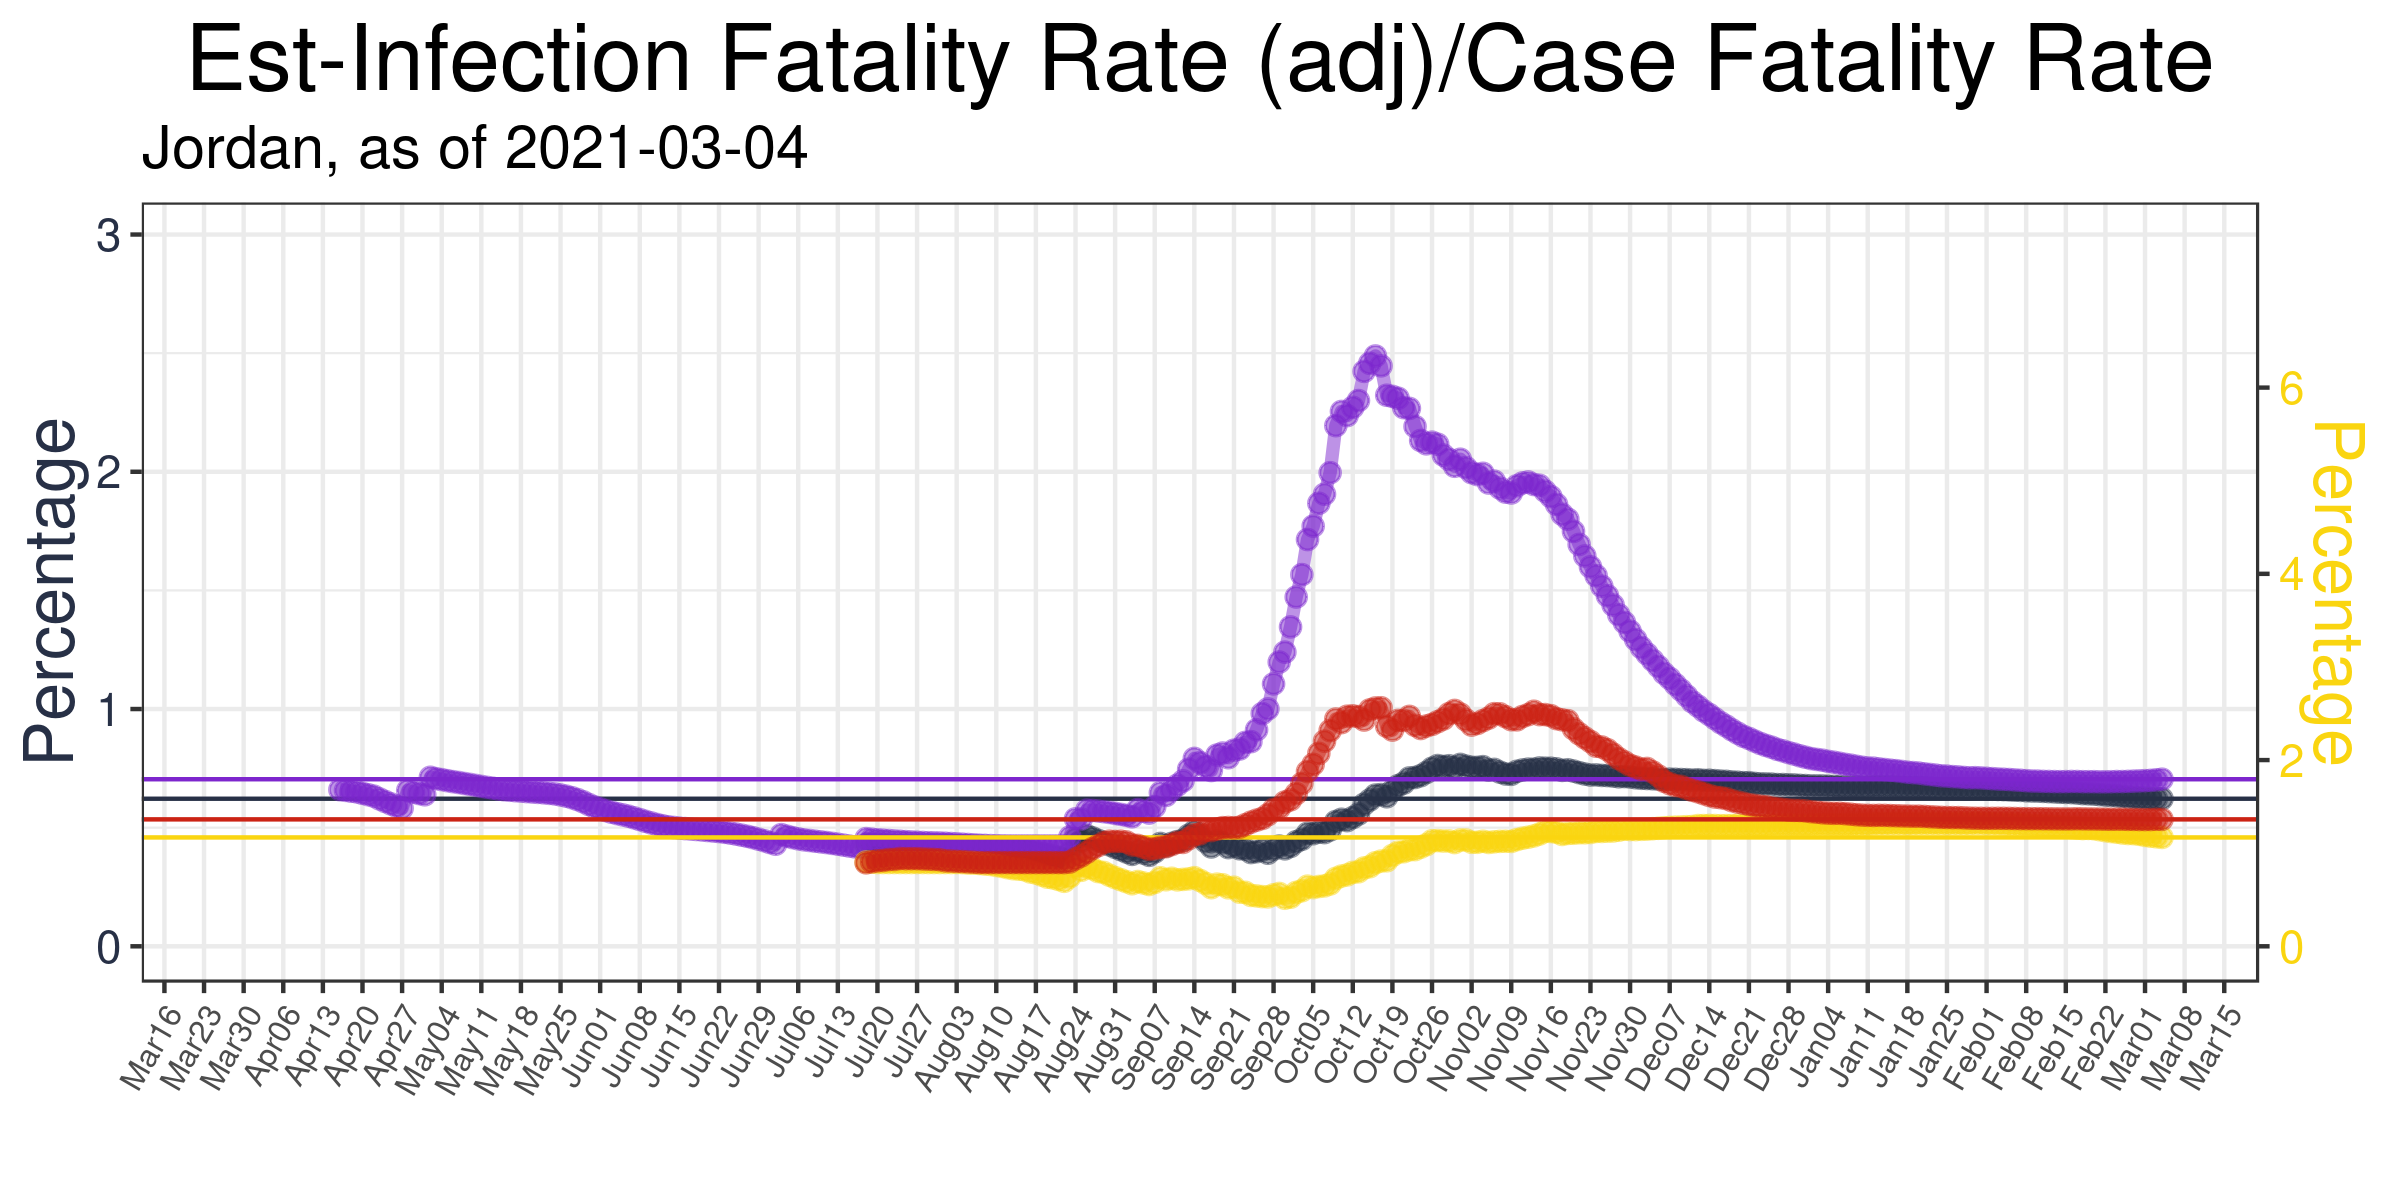 Est-Infection Fatality Rate (adj)/Case Fatality Rate
Jordan, as of 2021-03-04
Percentage
3
2
1
0
6
4
2
0
Percentage
Mar16
Mar23
Mar30
Apr06
Apr13
Apr20
Apr27
May04
May11
May18
May25
Jun01
Jun08
Jun15
Jun22
Jun29
Jul06
Jul13
Jul20
Jul27
Aug03
Aug10
Aug17
Aug24
Aug31
Sep07
Sep14
Sep21
Sep28
Oct05
Oct12
Oct19
Oct26
Nov02
Nov09
Nov16
Nov23
Nov30
Dec07
Dec14
Dec21
Dec28
Jan04
Jan11
Jan18
Jan25
Feb01
Feb08
Feb15
Feb22
Mar01
Mar08
Mar15